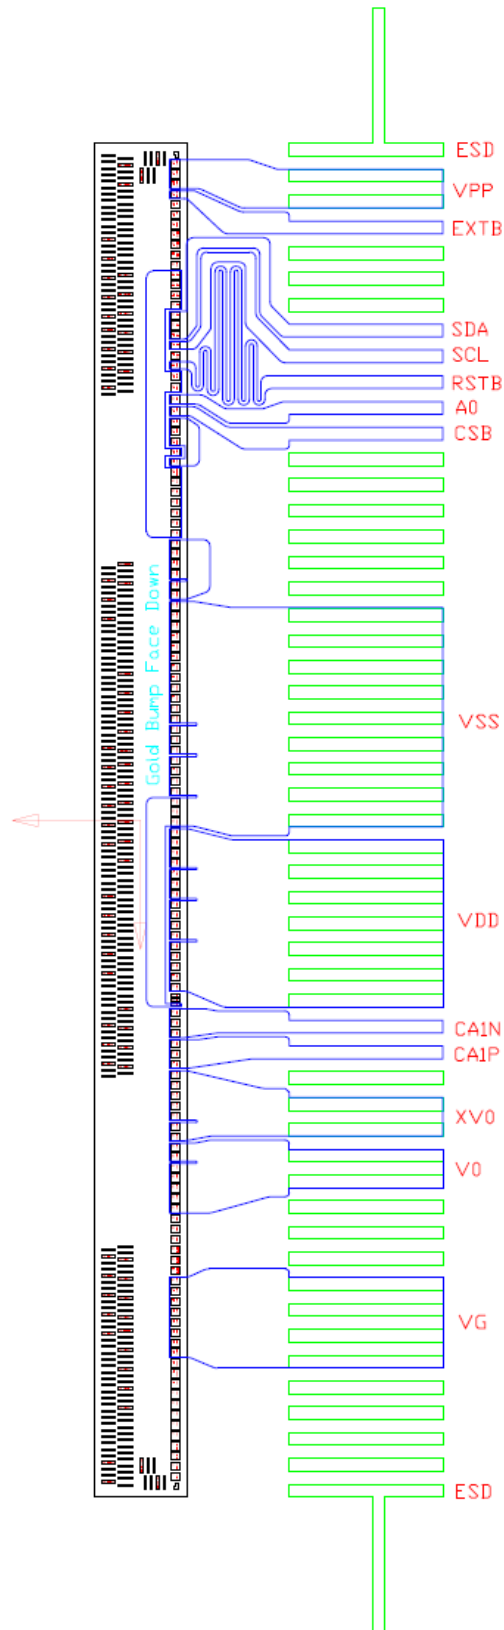 ESD
VPP
EXTB
SDA
SCL
RSTB
A0
CSB
Gold Bump Face Down
VSS
VDD
CA1N
CA1P
XV0
V0
VG
ESD